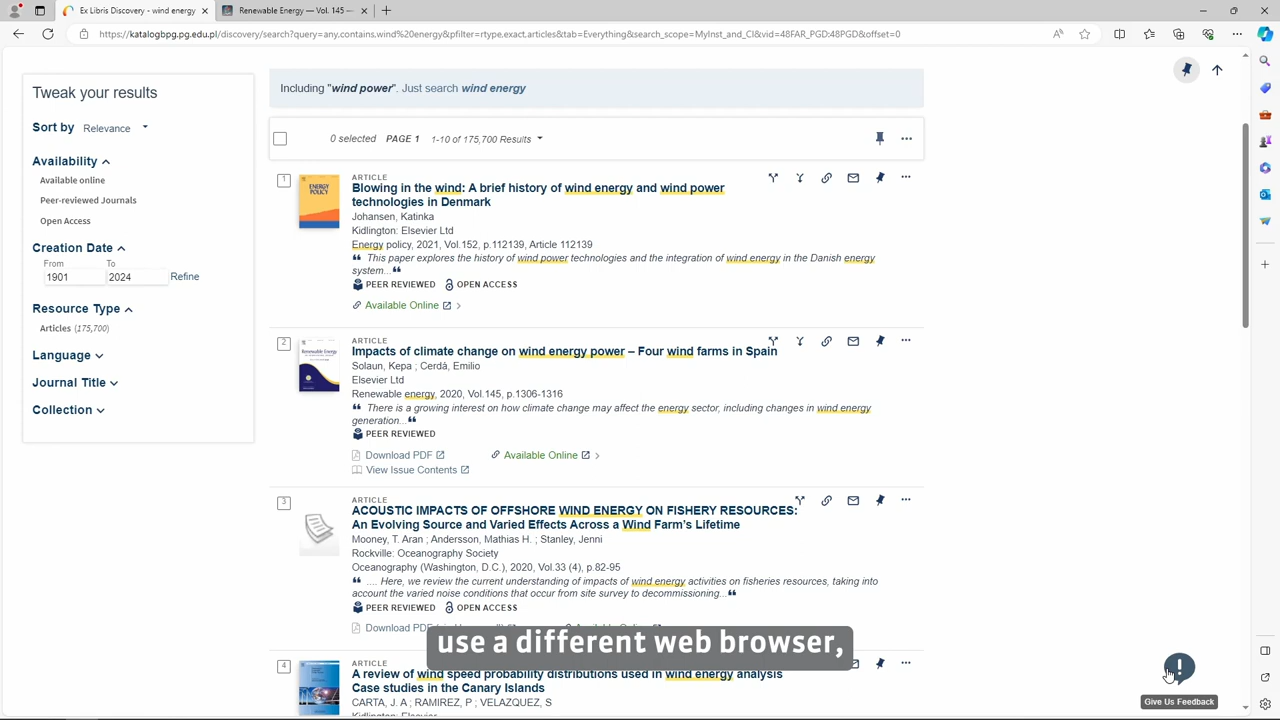 Ex Libris Discovery - wind energy
Renewable Energy — Vol. 145 —
https://katalogbpg.pg.edu.pl/discovery/search?query=any,contains,wind%20energy&pfilter=rtype,exact,articles&tab=Everything&search_scope=MyInst_and_CI&vid=48FAR_PGD:48PGD&offset=0
Tweak your results
Sort by Relevance
Availability
Available online
Peer-reviewed Journals
Open Access
Creation Date
From To
1901 2024 Refine
Resource Type
Articles (175,700)
Language
Journal Title
Collection
Including "wind power". Just search wind energy
0 selected PAGE 1 1-10 of 175,700 Results
1
ARTICLE
ENERGY POLICY
Blowing in the wind: A brief history of wind energy and wind power
technologies in Denmark
Johansen, Katinka
Kidlington: Elsevier Ltd
Energy policy, 2021, Vol.152, p.112139, Article 112139
❝ This paper explores the history of wind power technologies and the integration of wind energy in the Danish energy
system...❝
PEER REVIEWED OPEN ACCESS
Available Online
2
ARTICLE
Renewable Energy
Impacts of climate change on wind energy power – Four wind farms in Spain
Solaun, Kepa ; Cerdá, Emilio
Elsevier Ltd
Renewable energy, 2020, Vol.145, p.1306-1316
❝ There is a growing interest on how climate change may affect the energy sector, including changes in wind energy
generation...❝
PEER REVIEWED
Download PDF Available Online
View Issue Contents
3
ARTICLE
ACOUSTIC IMPACTS OF OFFSHORE WIND ENERGY ON FISHERY RESOURCES:
An Evolving Source and Varied Effects Across a Wind Farm's Lifetime
Mooney, T. Aran ; Andersson, Mathias H. ; Stanley, Jenni
Rockville: Oceanography Society
Oceanography (Washington, D.C.), 2020, Vol.33 (4), p.82-95
❝ .... Here, we review the current understanding of impacts of wind energy activities on fisheries resources, taking into
account the varied noise conditions that occur from site survey to decommissioning...❝
PEER REVIEWED OPEN ACCESS
Download PDF
use a different web browser,
4
ARTICLE
A review of wind speed probability distributions used in wind energy analysis
Case studies in the Canary Islands
CARTA, J. A ; RAMIREZ, P ; VELAZQUEZ, S
Kidlington: Elsevier
Give Us Feedback